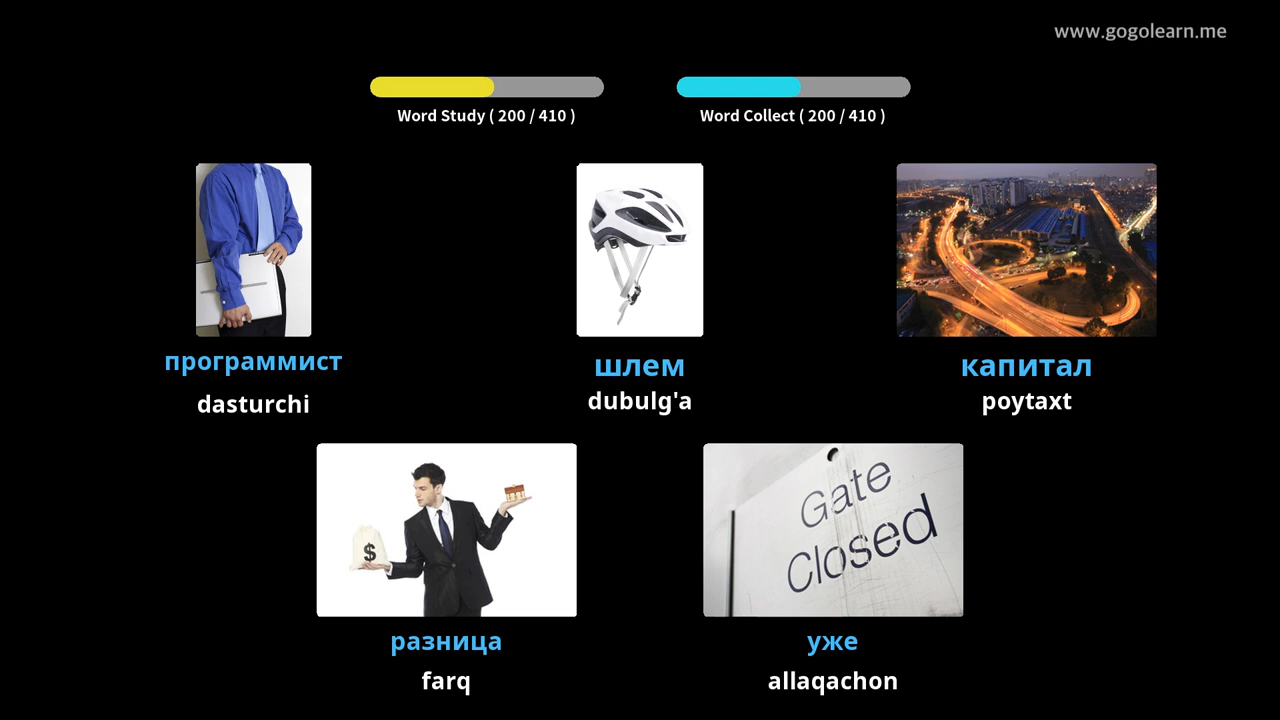 www.gogolearn.me
Word Study ( 200 / 410 )
Word Collect ( 200 / 410 )
программист
dasturchi
шлем
dubulg'a
капитал
poytaxt
$
Gate
Closed
разница
farq
уже
allaqachon